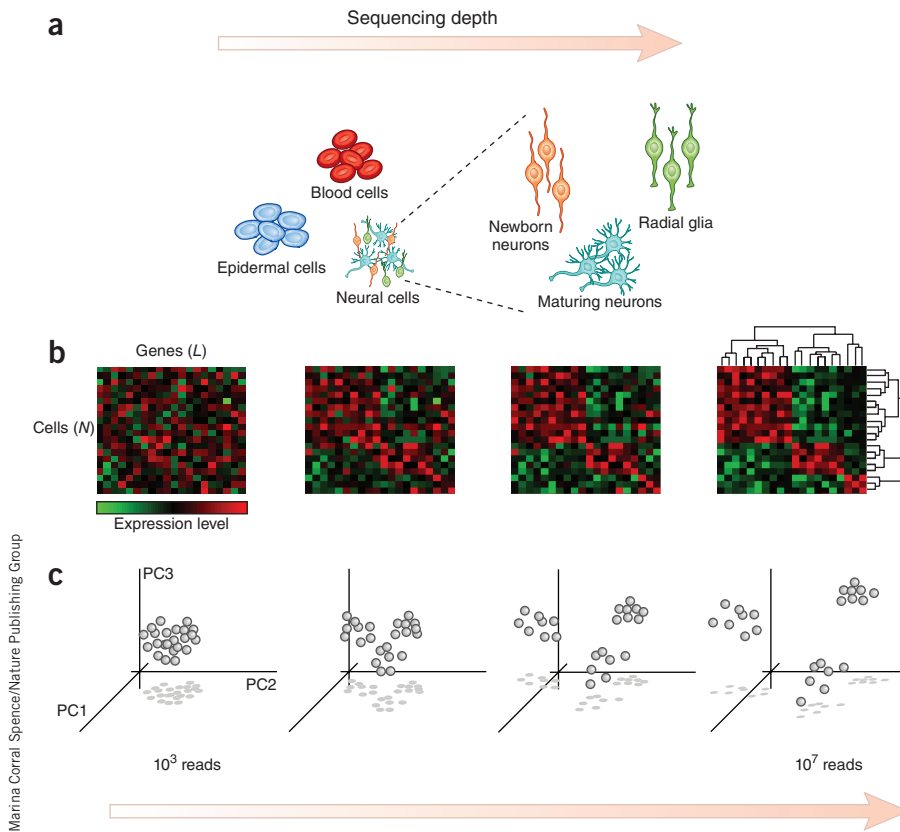 a
Sequencing depth
Blood cells
Epidermal cells
Neural cells
Newborn
neurons
Radial glia
Maturing neurons
b
Genes (L)
Cells (N)
Expression level
c
PC3
PC2
PC1
10³ reads
10⁷ reads
Marina Corral Spence/Nature Publishing Group